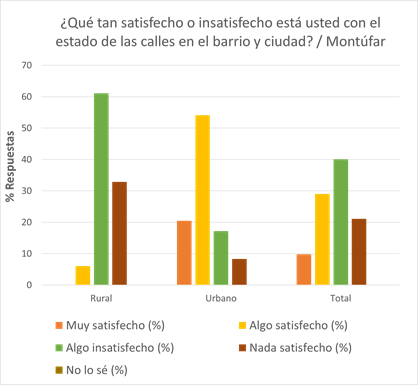 ¿Qué tan satisfecho o insatisfecho está usted con el
estado de las calles en el barrio y ciudad? / Montúfar
% Respuestas
70
60
50
40
30
20
10
0
Rural
Urbano
Total
Muy satisfecho (%)
Algo satisfecho (%)
Algo insatisfecho (%)
Nada satisfecho (%)
No lo sé (%)